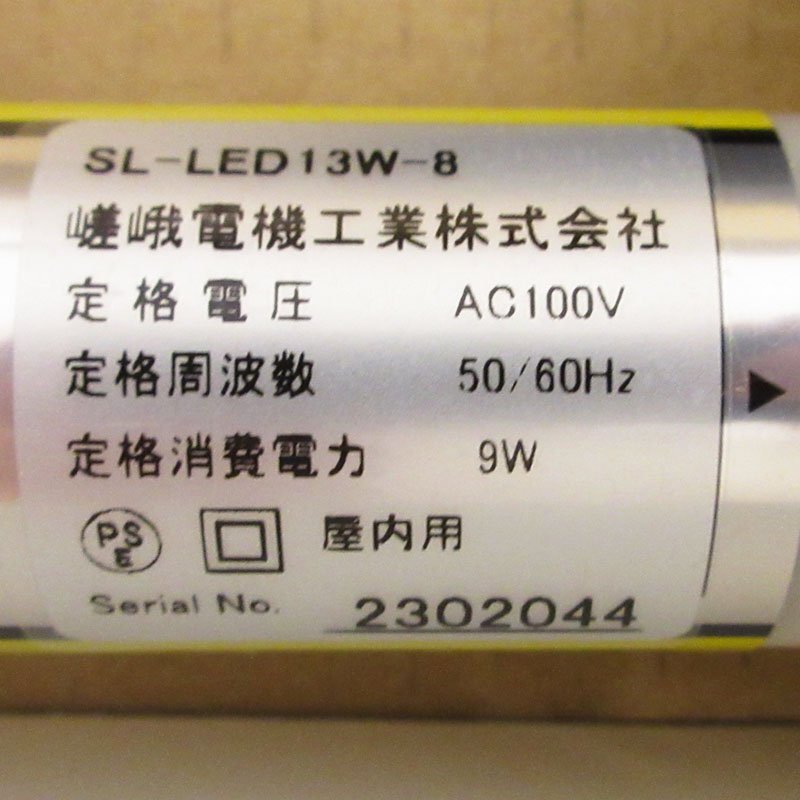 SL-LED13W-8
嵯峨電機工業株式会社
定格電圧 AC100V
定格周波数 50/60Hz
定格消費電力 9W
PSE 屋内用
Serial No. 2302044